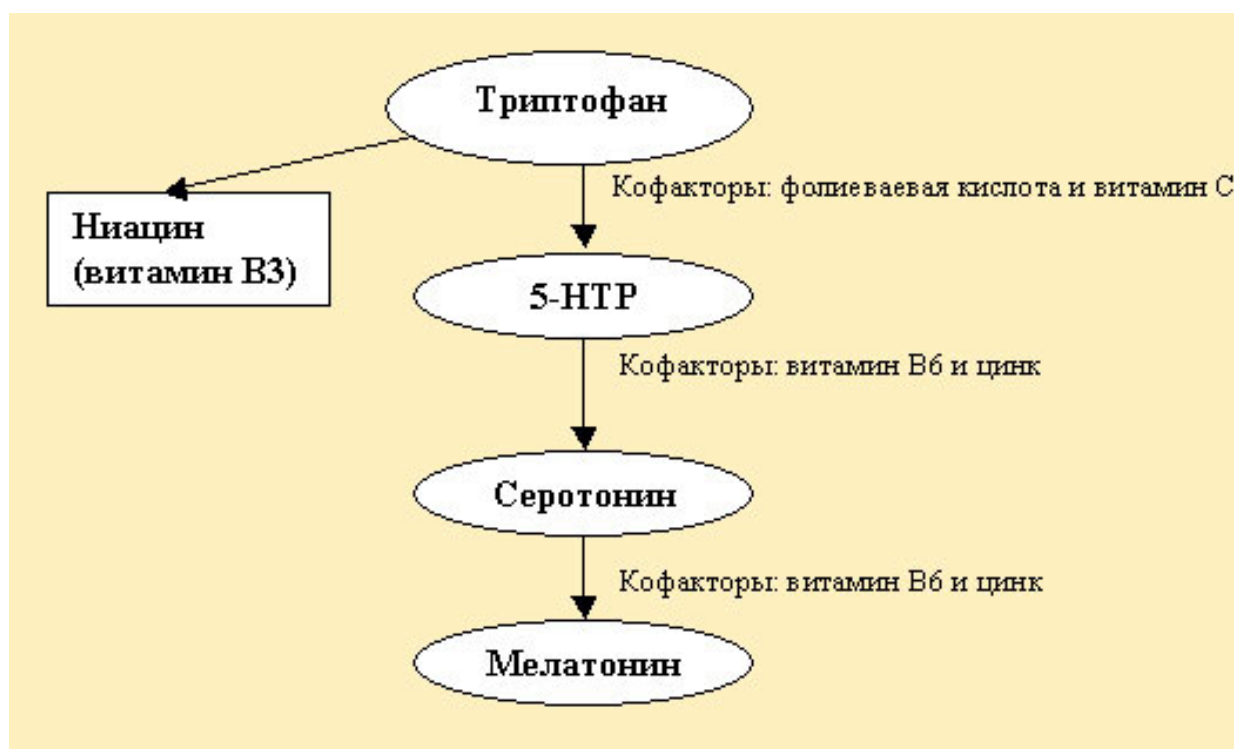 Триптофан
Кофакторы: фолиеваевая кислота и витамин С
Ниацин
(витамин В3)
5-HTP
Кофакторы: витамин В6 и цинк
Серотонин
Кофакторы: витамин В6 и цинк
Мелатонин